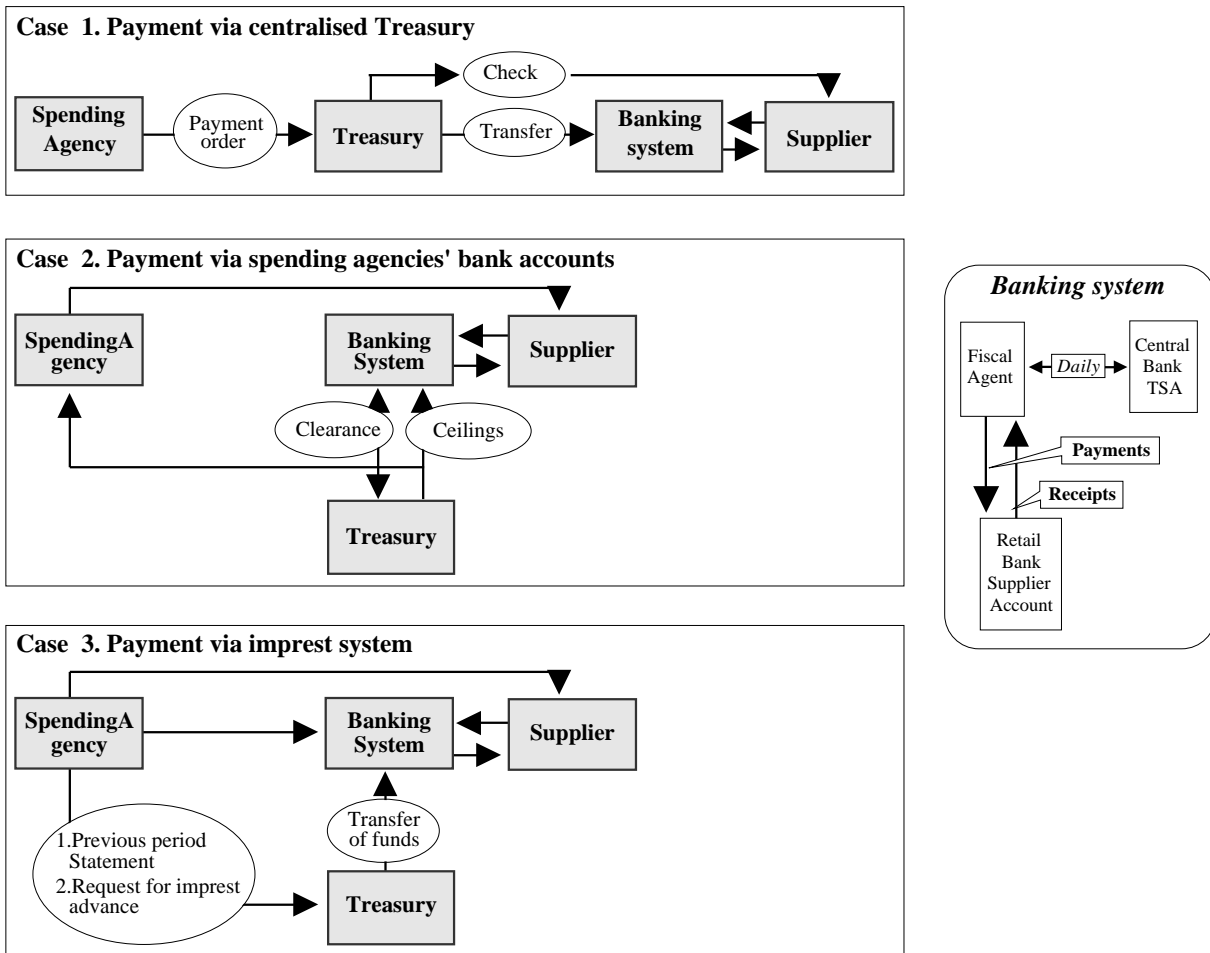 Case 1. Payment via centralised Treasury
Check
Spending
Agency
Payment
order
Treasury
Transfer
Banking
system
Supplier
Case 2. Payment via spending agencies' bank accounts
SpendingA
gency
Banking
System
Supplier
Clearance
Ceilings
Treasury
Banking system
Fiscal
Agent
Daily
Central
Bank
TSA
Payments
Receipts
Retail
Bank
Supplier
Account
Case 3. Payment via imprest system
SpendingA
gency
Banking
System
Supplier
1.Previous period
Statement
2.Request for imprest
advance
Transfer
of funds
Treasury